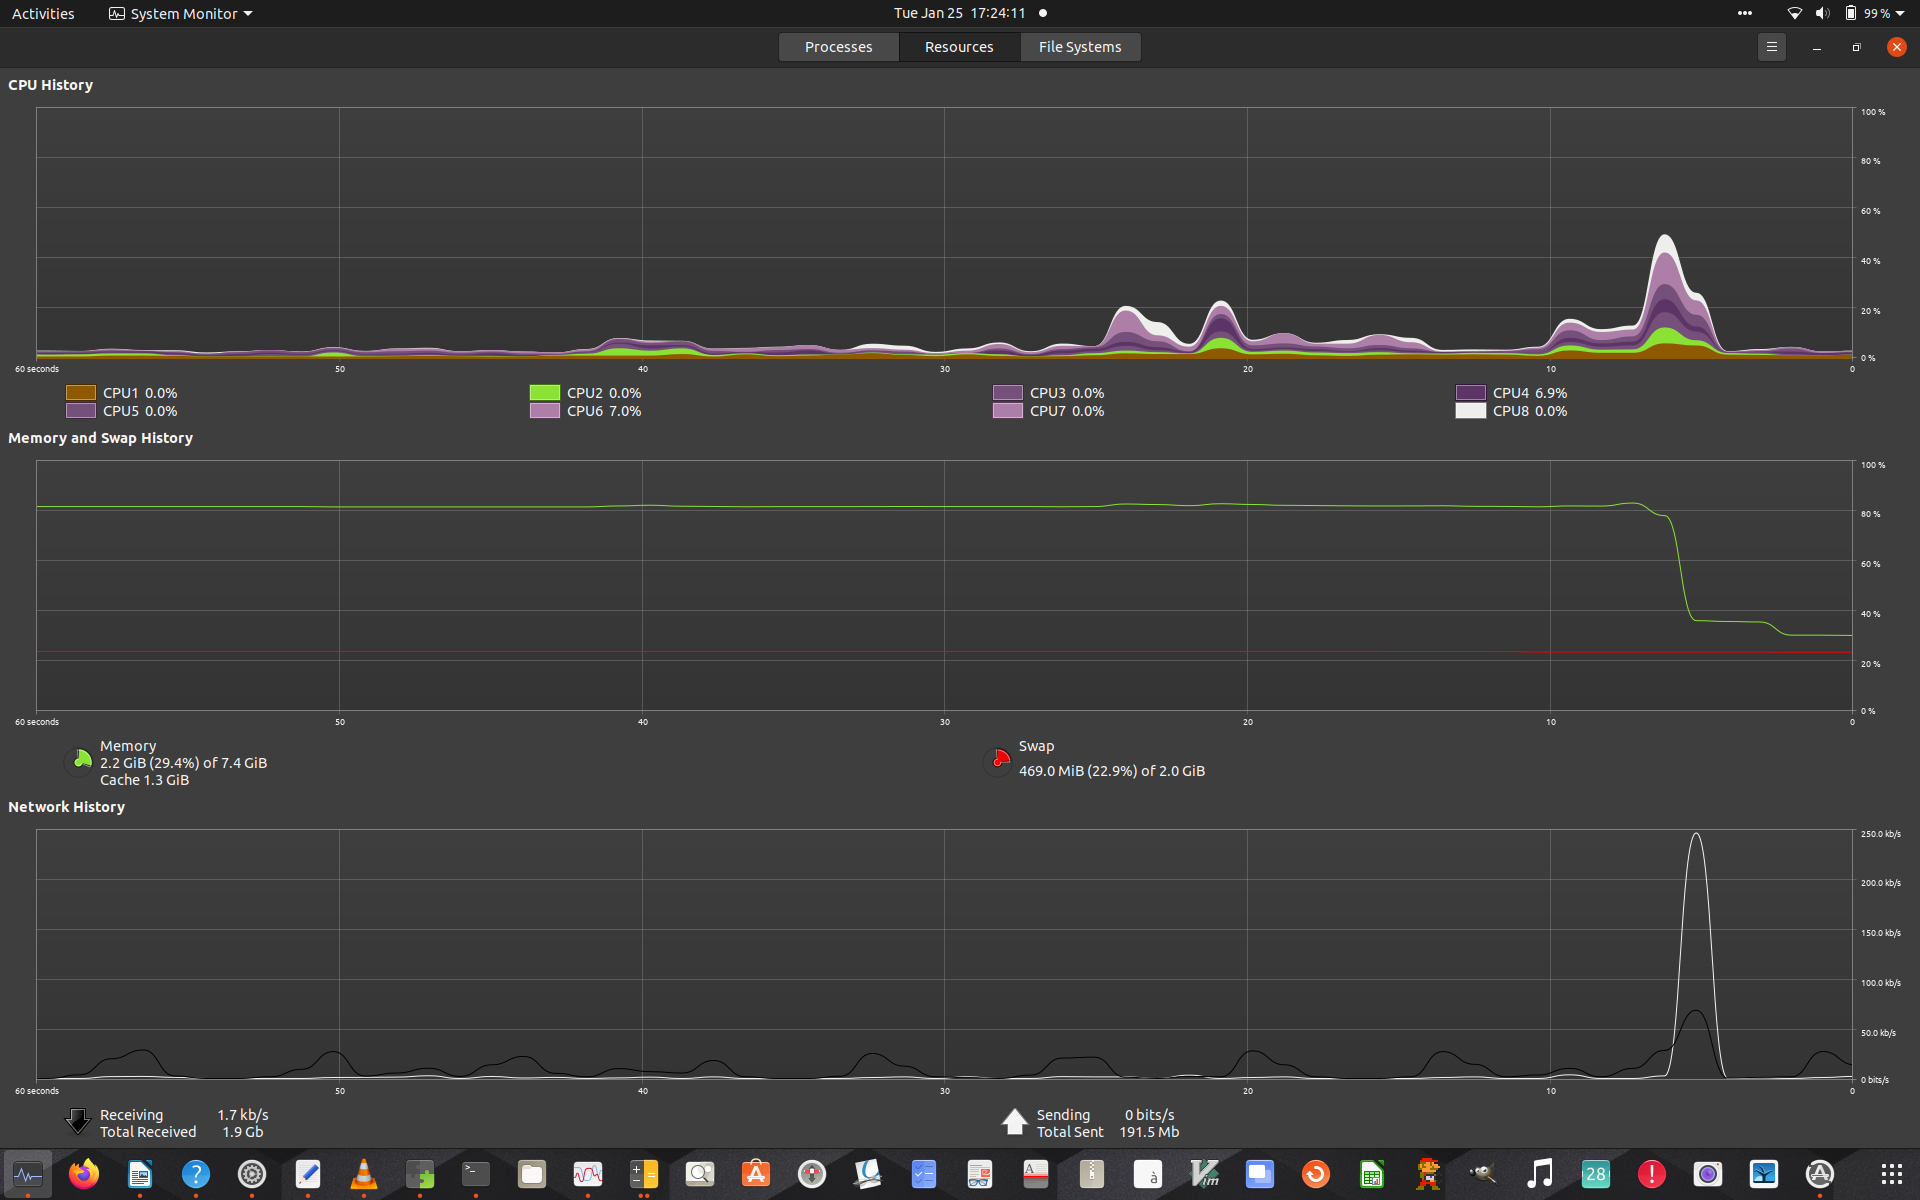 Activities
System Monitor
Tue Jan 25 17:24:11
99 %
Processes
Resources
File Systems
CPU History
100 %
80 %
60 %
40 %
20 %
0 %
60 seconds 50 40 30 20 10 0
CPU1 0.0% CPU2 0.0% CPU3 0.0% CPU4 6.9%
CPU5 0.0% CPU6 7.0% CPU7 0.0% CPU8 0.0%
Memory and Swap History
100 %
80 %
60 %
40 %
20 %
0 %
60 seconds 50 40 30 20 10 0
Memory
2.2 GiB (29.4%) of 7.4 GiB
Cache 1.3 GiB
Swap
469.0 MiB (22.9%) of 2.0 GiB
Network History
250.0 kb/s
200.0 kb/s
150.0 kb/s
100.0 kb/s
50.0 kb/s
0 bits/s
60 seconds 50 40 30 20 10 0
Receiving 1.7 kb/s
Total Received 1.9 Gb
Sending 0 bits/s
Total Sent 191.5 Mb
?
>_
A
à
Vim
28
!
A